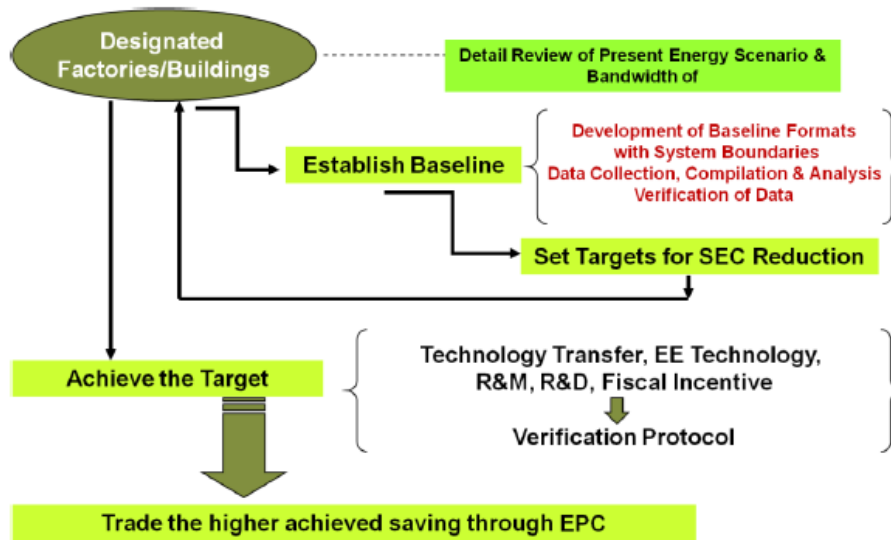 Designated
Factories/Buildings
Detail Review of Present Energy Scenario &
Bandwidth of
Development of Baseline Formats
with System Boundaries
Data Collection, Compilation & Analysis
Verification of Data
Establish Baseline
Set Targets for SEC Reduction
Technology Transfer, EE Technology,
R&M, R&D, Fiscal Incentive
Verification Protocol
Achieve the Target
Trade the higher achieved saving through EPC